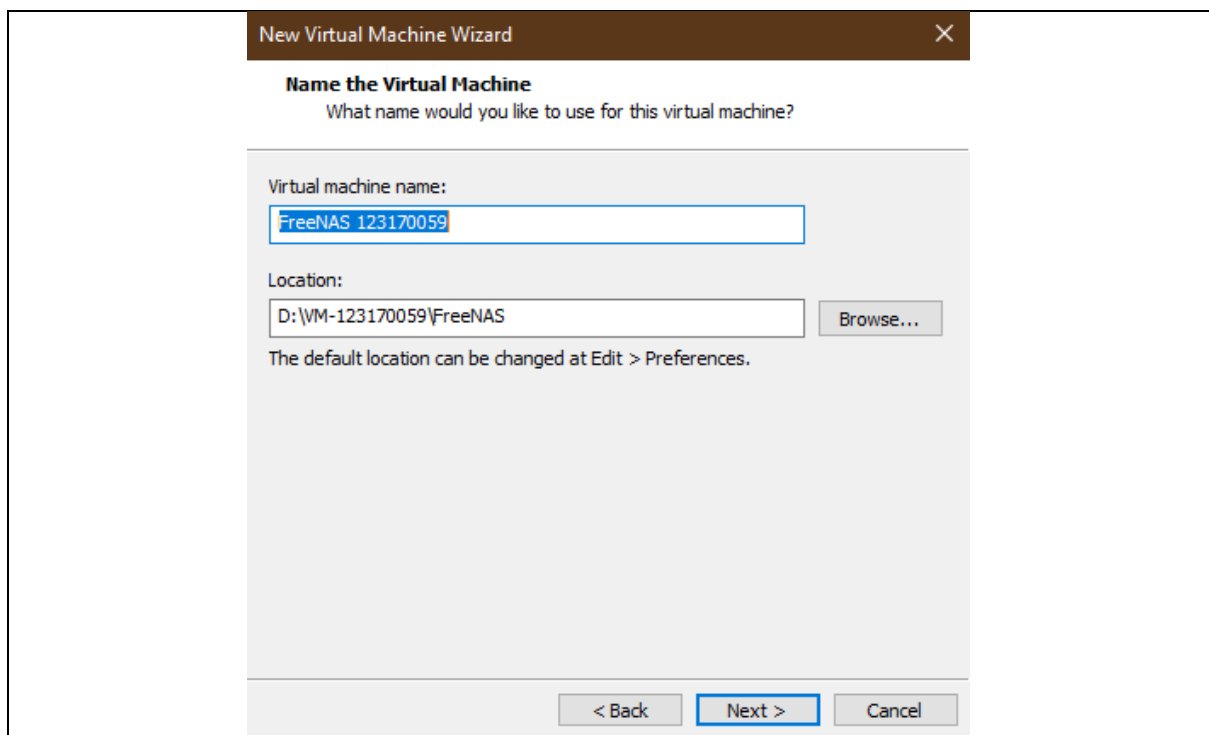 New Virtual Machine Wizard
Name the Virtual Machine
What name would you like to use for this virtual machine?
Virtual machine name:
FreeNAS 123170059
Location:
D:\VM-123170059\FreeNAS
Browse...
The default location can be changed at Edit > Preferences.
< Back Next > Cancel